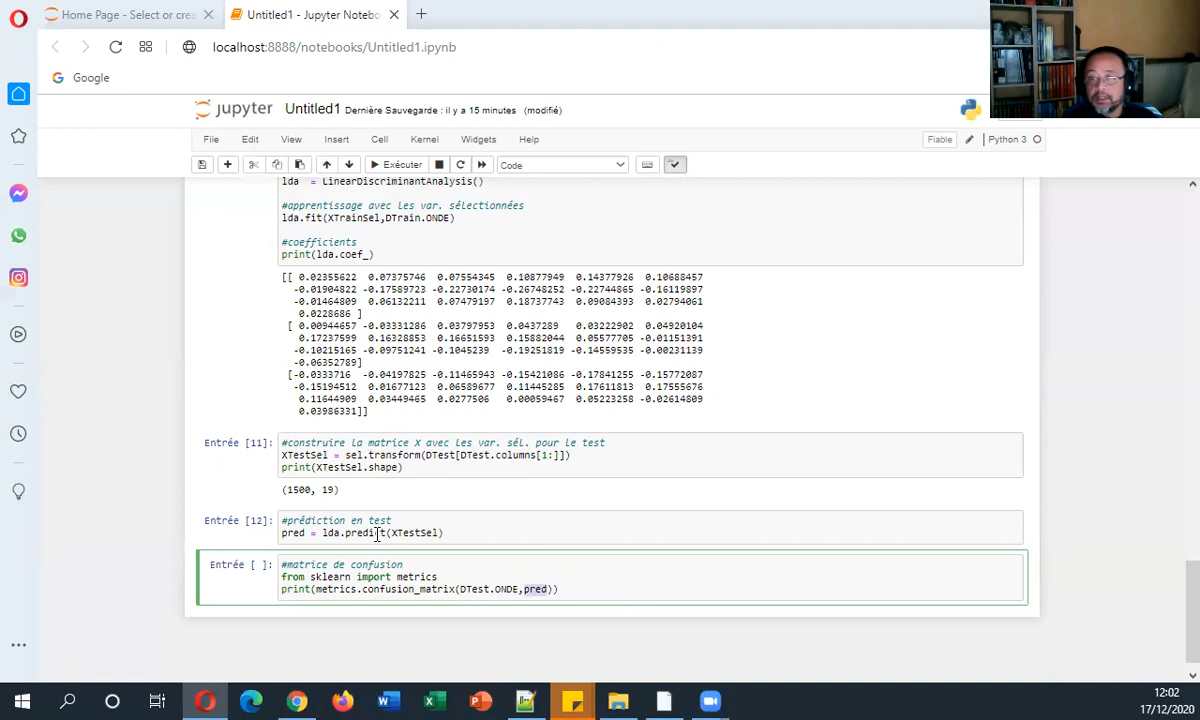 Home Page - Select or crea
Untitled1 - Jupyter Notebo
localhost:8888/notebooks/Untitled1.ipynb
Google
jupyter Untitled1 Dernière Sauvegarde : il y a 15 minutes (modifié)
File Edit View Insert Cell Kernel Widgets Help Fiable Python 3
Exécuter Code
lda = LinearDiscriminantAnalysis()
#apprentissage avec les var. sélectionnées
lda.fit(XTrainSel,DTrain.ONDE)
#coefficients
print(lda.coef_)
[[ 0.02355622 0.07375746 0.07554345 0.10877949 0.14377926 0.10688457
-0.01904822 -0.17589723 -0.22730174 -0.26748252 -0.22744865 -0.16119897
-0.01464809 0.06132211 0.07479197 0.18737743 0.09084393 0.02794061
0.0228686 ]
[ 0.00944657 -0.03331286 0.03797953 0.0437289 0.03222902 0.04920104
0.17237599 0.16328853 0.16651593 0.15882044 0.05577705 -0.01151391
-0.10215165 -0.09751241 -0.1045239 -0.19251819 -0.14559535 -0.00231139
-0.06352789]
[-0.0333716 -0.04197825 -0.11465943 -0.15421086 -0.17841255 -0.15772087
-0.15194512 0.01677123 0.06589677 0.11445285 0.17611813 0.17555676
0.11644909 0.03449465 0.0277506 0.00059467 0.05223258 -0.02614809
0.03986331]]
Entrée [11]: #construire la matrice X avec les var. sél. pour le test
XTestSel = sel.transform(DTest[DTest.columns[1:]])
print(XTestSel.shape)
(1500, 19)
Entrée [12]: #prédiction en test
pred = lda.predict(XTestSel)
Entrée [ ]: #matrice de confusion
from sklearn import metrics
print(metrics.confusion_matrix(DTest.ONDE,pred))
12:02
17/12/2020